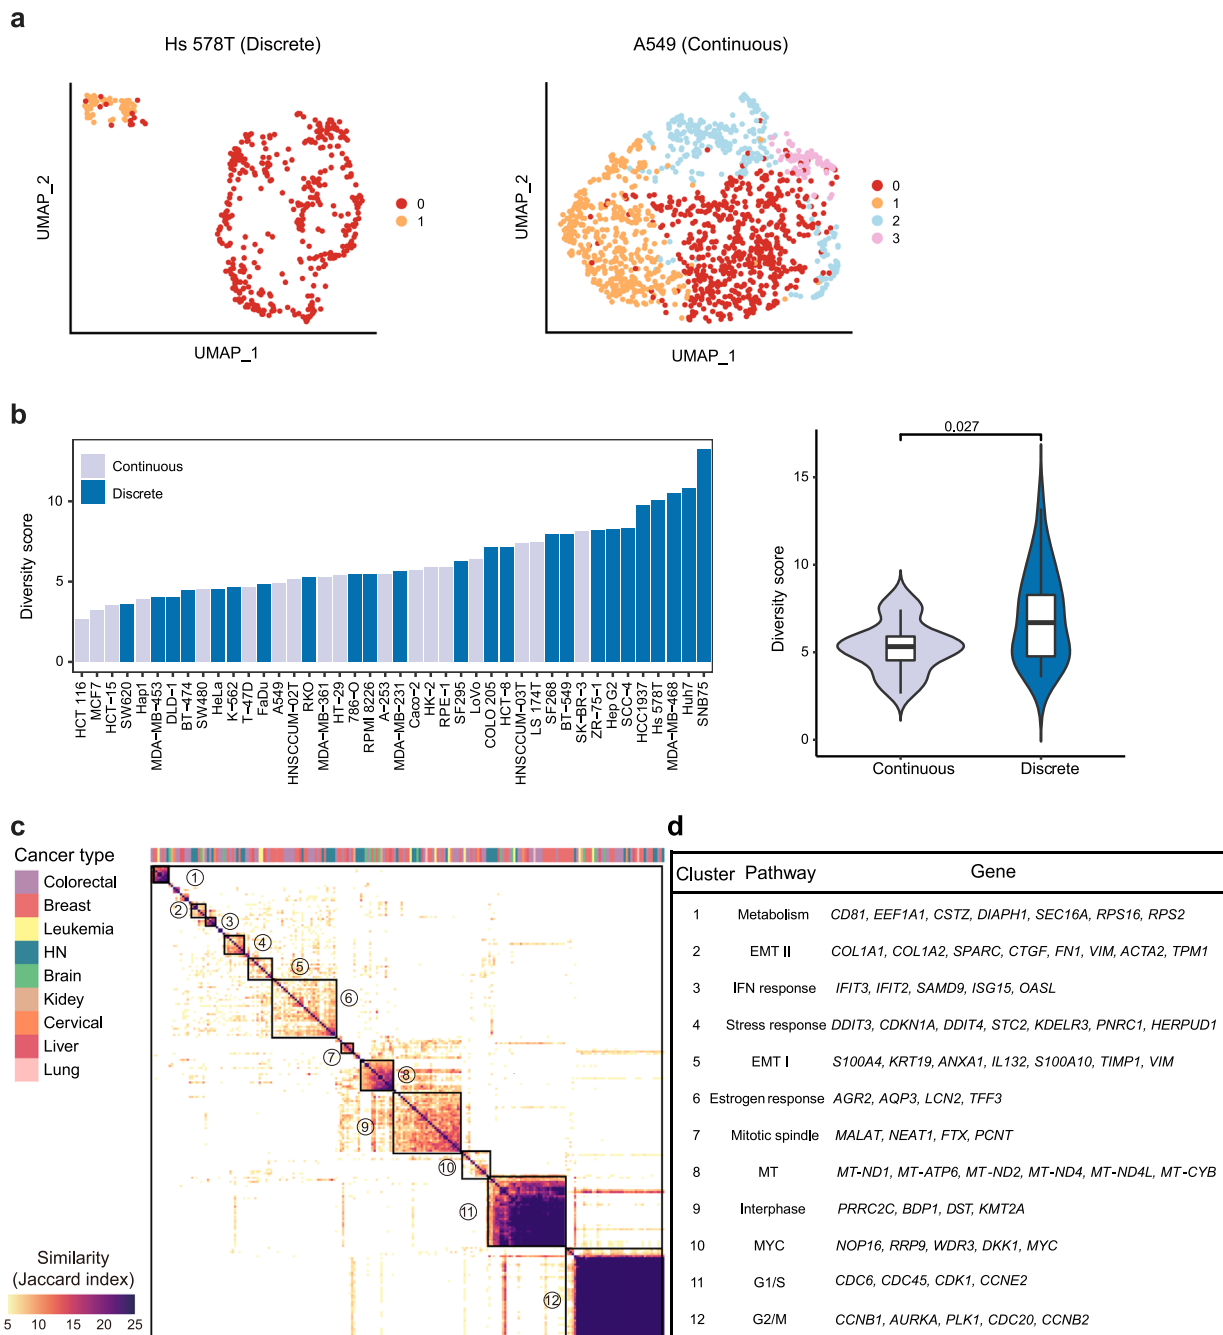 a
Hs 578T (Discrete)
A549 (Continuous)
UMAP_2
UMAP_1
0
1
UMAP_2
UMAP_1
0
1
2
3
b
Diversity score
10
5
0
Continuous
Discrete
HCT 116
MCF7
HCT-15
SW620
Hap1
MDA-MB-453
DLD-1
BT-474
SW480
HeLa
K-562
T-47D
FaDu
A549
HNSCCUM-02T
RKO
MDA-MB-361
HT-29
786-O
RPMI 8226
A-253
MDA-MB-231
Caco-2
HK-2
RPE-1
SF295
LoVo
COLO 205
HCT-8
HNSCCUM-03T
LS 174T
SF268
BT-549
SK-BR-3
ZR-75-1
Hep G2
SCC-4
HCC1937
Hs 578T
MDA-MB-468
Huh7
SNB75
0.027
Diversity score
15
10
5
0
Continuous
Discrete
c
Cancer type
Colorectal
Breast
Leukemia
HN
Brain
Kidey
Cervical
Liver
Lung
1
2
3
4
5
6
7
8
9
10
11
12
Similarity
(Jaccard index)
5 10 15 20 25
d
Cluster Pathway Gene
1 Metabolism CD81, EEF1A1, CSTZ, DIAPH1, SEC16A, RPS16, RPS2
2 EMT II COL1A1, COL1A2, SPARC, CTGF, FN1, VIM, ACTA2, TPM1
3 IFN response IFIT3, IFIT2, SAMD9, ISG15, OASL
4 Stress response DDIT3, CDKN1A, DDIT4, STC2, KDELR3, PNRC1, HERPUD1
5 EMT I S100A4, KRT19, ANXA1, IL132, S100A10, TIMP1, VIM
6 Estrogen response AGR2, AQP3, LCN2, TFF3
7 Mitotic spindle MALAT, NEAT1, FTX, PCNT
8 MT MT-ND1, MT-ATP6, MT-ND2, MT-ND4, MT-ND4L, MT-CYB
9 Interphase PRRC2C, BDP1, DST, KMT2A
10 MYC NOP16, RRP9, WDR3, DKK1, MYC
11 G1/S CDC6, CDC45, CDK1, CCNE2
12 G2/M CCNB1, AURKA, PLK1, CDC20, CCNB2